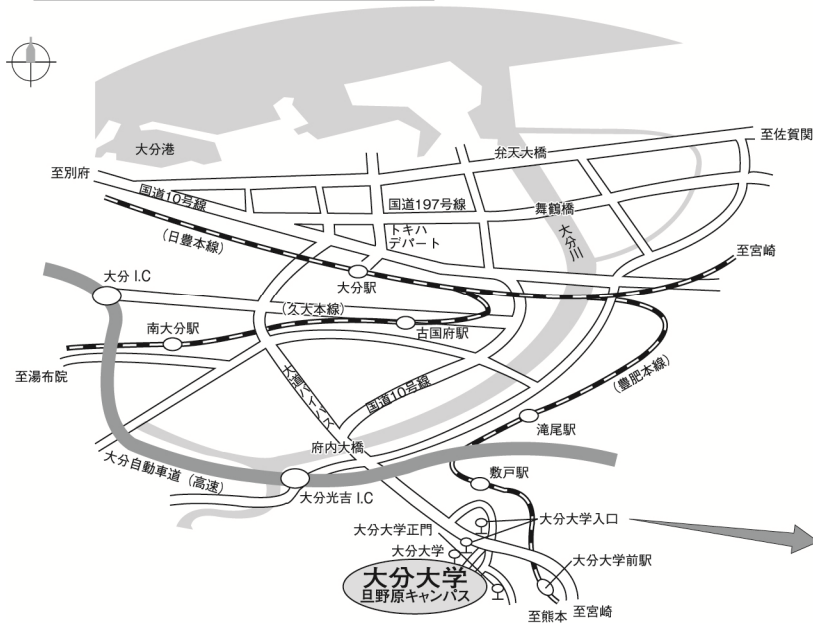 大分港
弁天大橋
至佐賀関
至別府
国道10号線
国道197号線
舞鶴橋
トキハ
デパート
大分川
(日豊本線)
至宮崎
大分 I.C
大分駅
(久大本線)
南大分駅
古国府駅
至湯布院
大道バイパス
国道10号線
(豊肥本線)
滝尾駅
府内大橋
大分自動車道 (高速)
敷戸駅
大分光吉 I.C
大分大学入口
大分大学正門
大分大学
大分大学前駅
大分大学
旦野原キャンパス
至熊本
至宮崎